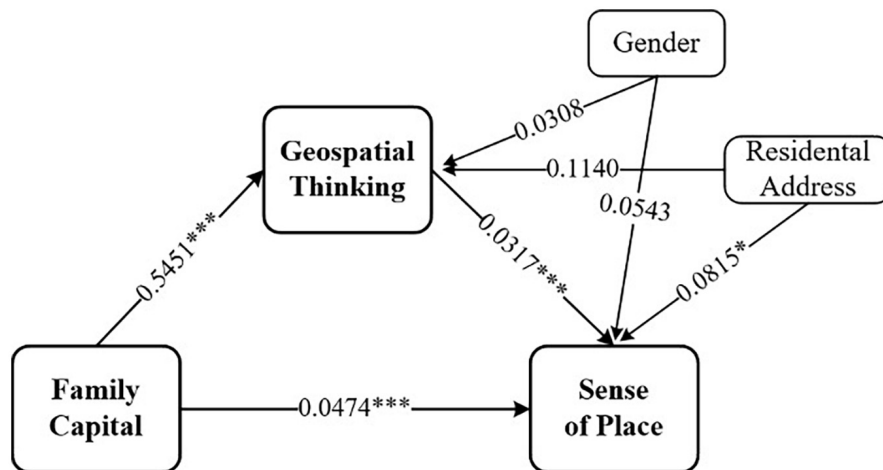 Gender
0.0308
Geospatial
Thinking
0.1140
Residental
Address
0.0543
0.5451***
0.0317***
0.0815*
Family
Capital
0.0474***
Sense
of Place